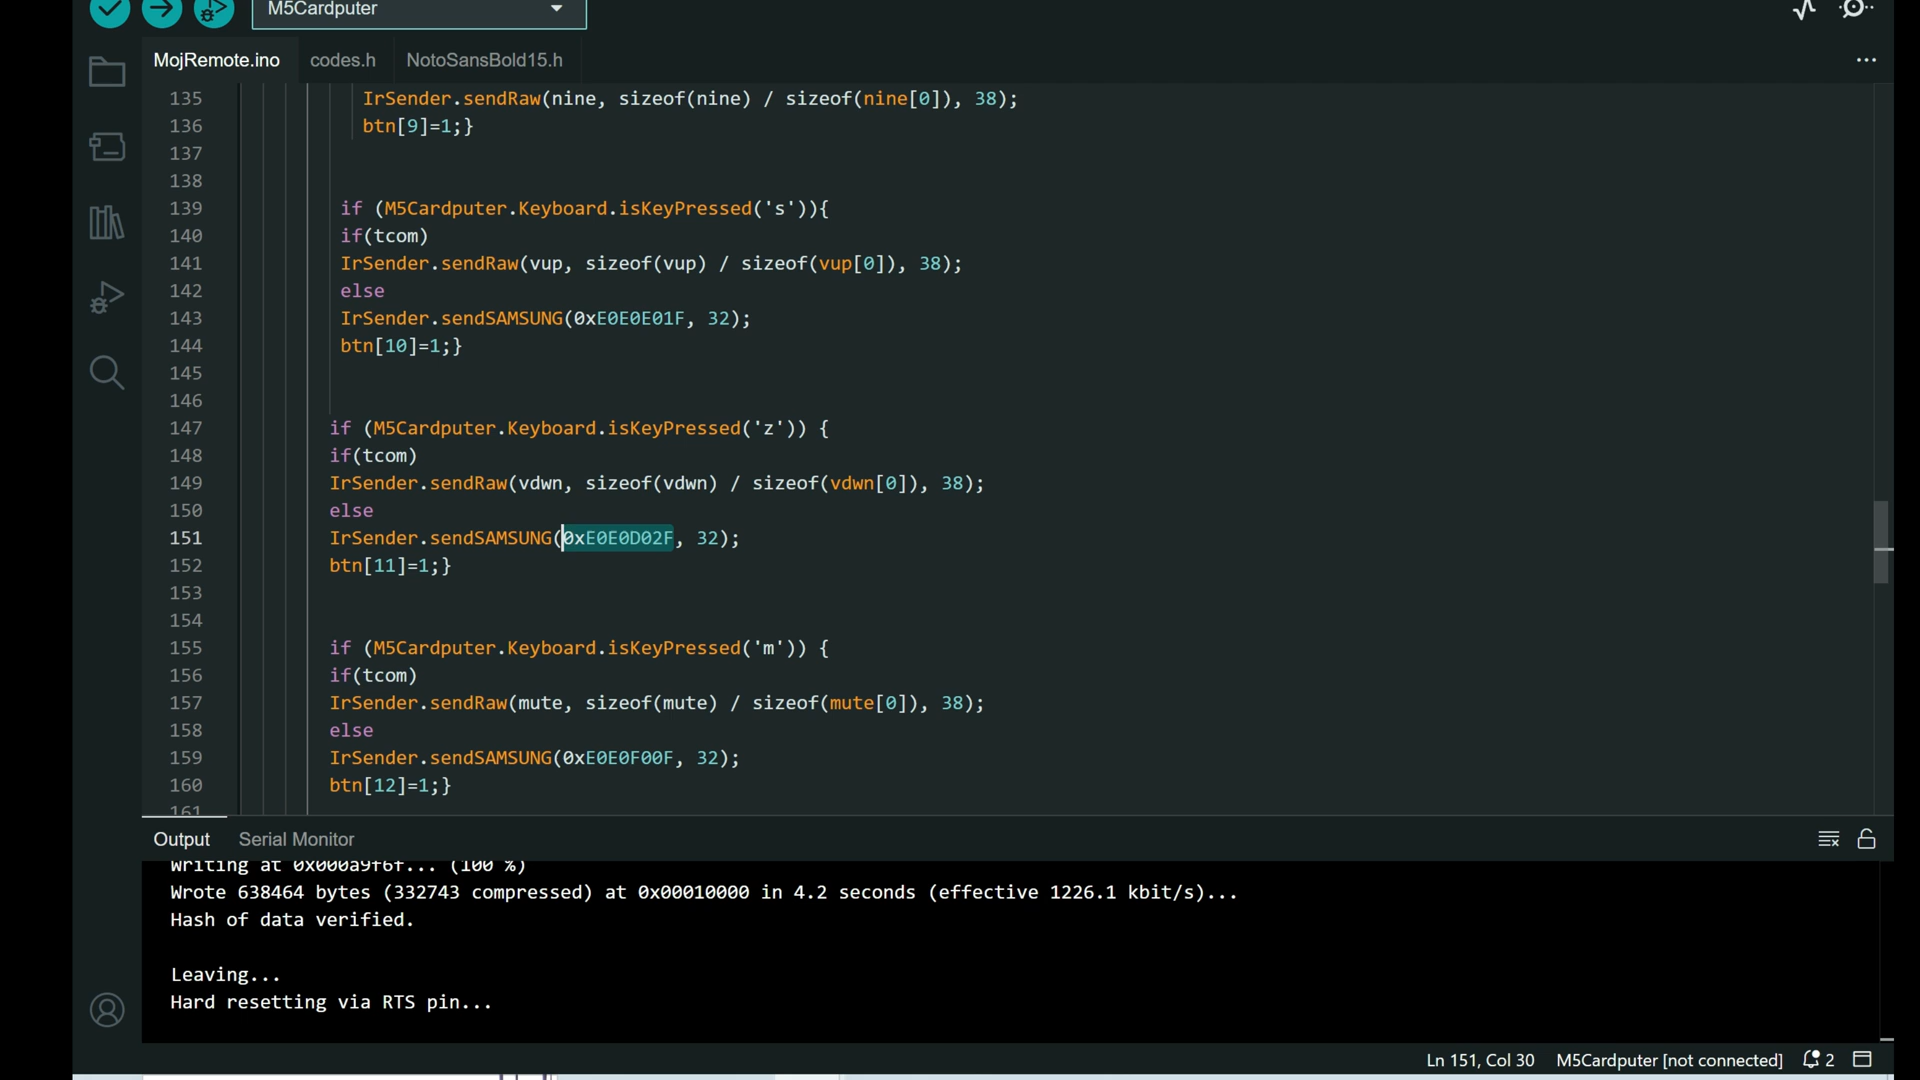 M5Cardputer
MojRemote.ino codes.h NotoSansBold15.h
135 IrSender.sendRaw(nine, sizeof(nine) / sizeof(nine[0]), 38);
136 btn[9]=1;}
137
138
139 if (M5Cardputer.Keyboard.isKeyPressed('s')){
140 if(tcom)
141 IrSender.sendRaw(vup, sizeof(vup) / sizeof(vup[0]), 38);
142 else
143 IrSender.sendSAMSUNG(0xE0E0E01F, 32);
144 btn[10]=1;}
145
146
147 if (M5Cardputer.Keyboard.isKeyPressed('z')) {
148 if(tcom)
149 IrSender.sendRaw(vdwn, sizeof(vdwn) / sizeof(vdwn[0]), 38);
150 else
151 IrSender.sendSAMSUNG(0xE0E0D02F, 32);
152 btn[11]=1;}
153
154
155 if (M5Cardputer.Keyboard.isKeyPressed('m')) {
156 if(tcom)
157 IrSender.sendRaw(mute, sizeof(mute) / sizeof(mute[0]), 38);
158 else
159 IrSender.sendSAMSUNG(0xE0E0F00F, 32);
160 btn[12]=1;}
161
Output Serial Monitor
Writing at 0x000a9f6f... (100 %)
Wrote 638464 bytes (332743 compressed) at 0x00010000 in 4.2 seconds (effective 1226.1 kbit/s)...
Hash of data verified.
Leaving...
Hard resetting via RTS pin...
Ln 151, Col 30 M5Cardputer [not connected] 2